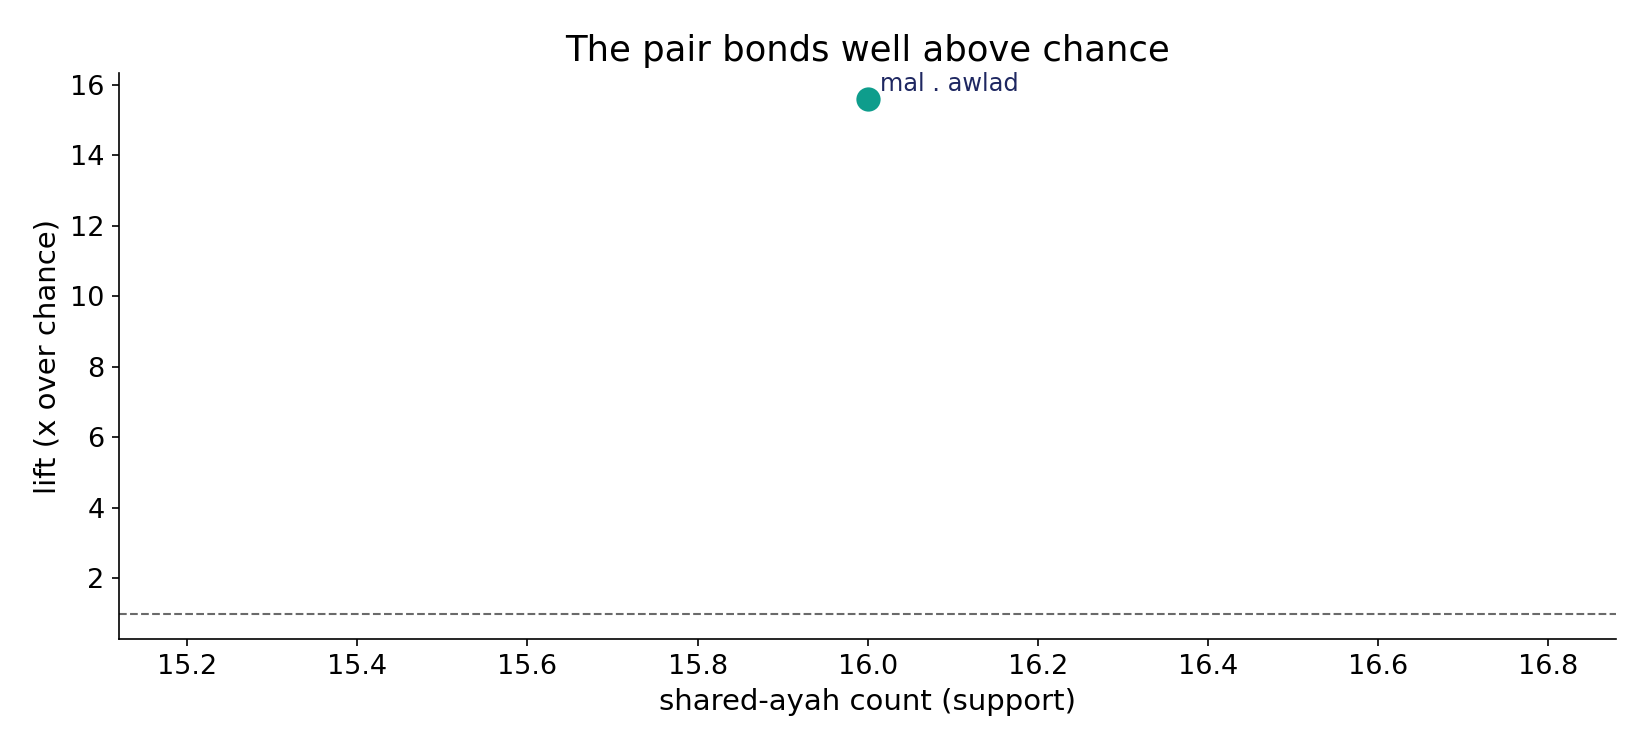 The pair bonds well above chance
mal . awlad
16
14
12
10
8
6
4
2
lift (x over chance)
15.2 15.4 15.6 15.8 16.0 16.2 16.4 16.6 16.8
shared-ayah count (support)